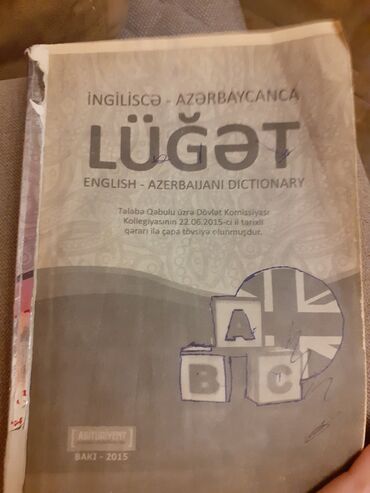 İNGİLİSCƏ - AZƏRBAYCANCA
LÜĞƏT
ENGLISH - AZERBAIJANI DICTIONARY
Tələbə Qəbulu üzrə Dövlət Komissiyası
Kollegiyasının 22.06.2015-ci il tarixli
qərarı ilə çapa tövsiyə olunmuşdur.
A
B C
ABITURIYENT
BAKI - 2015